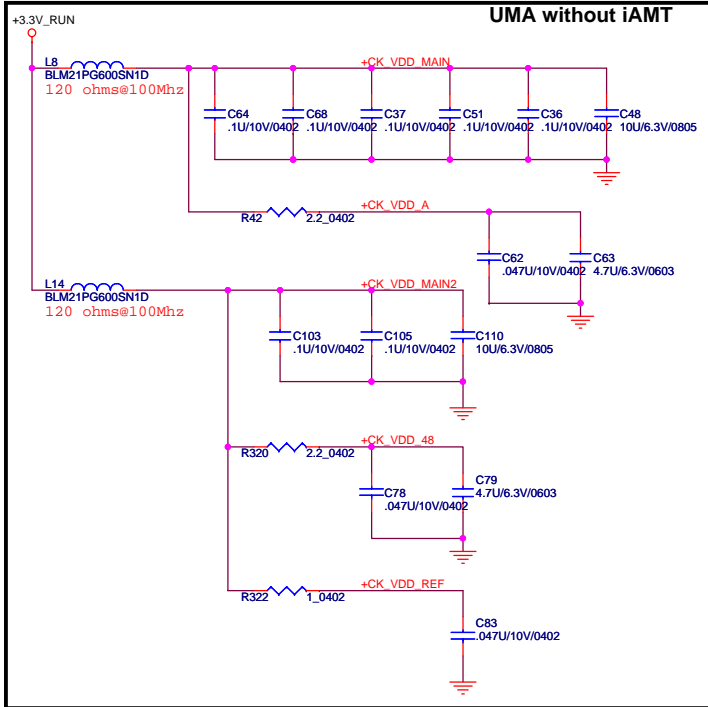 UMA without iAMT
+3.3V_RUN
L8
BLM21PG600SN1D
120 ohms@100Mhz
+CK_VDD_MAIN
C64
.1U/10V/0402
C68
.1U/10V/0402
C37
.1U/10V/0402
C51
.1U/10V/0402
C36
.1U/10V/0402
C48
10U/6.3V/0805
R42
2.2_0402
+CK_VDD_A
C62
.047U/10V/0402
C63
4.7U/6.3V/0603
L14
BLM21PG600SN1D
120 ohms@100Mhz
+CK_VDD_MAIN2
C103
.1U/10V/0402
C105
.1U/10V/0402
C110
10U/6.3V/0805
R320
2.2_0402
+CK_VDD_48
C78
.047U/10V/0402
C79
4.7U/6.3V/0603
R322
1_0402
+CK_VDD_REF
C83
.047U/10V/0402